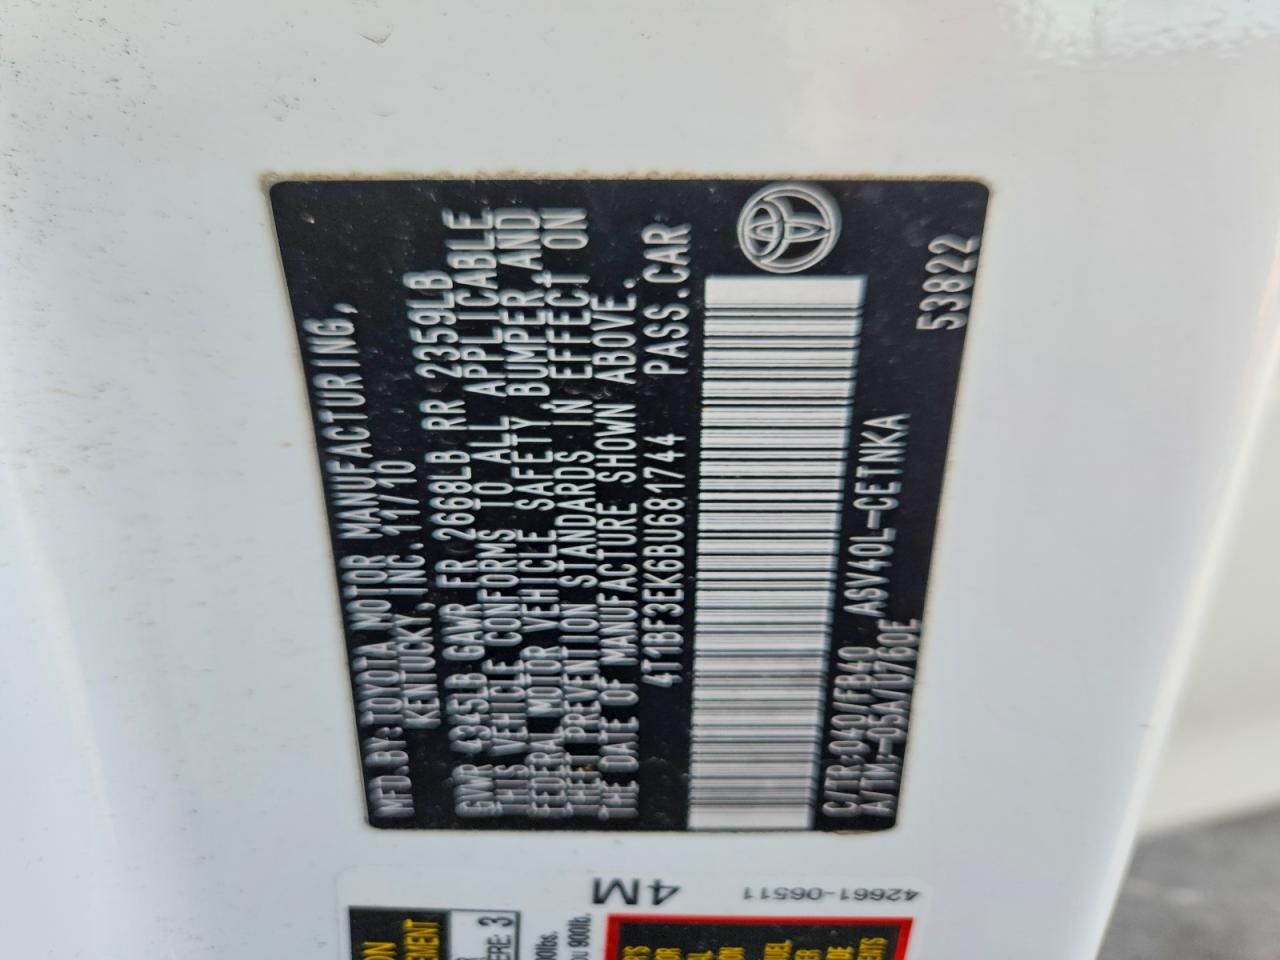 MFD.BY:TOYOTA MOTOR MANUFACTURING,
KENTUCKY, INC. 11/10
GVWR 4345LB GAWR FR 2668LB RR 2359LB
THIS VEHICLE CONFORMS TO ALL APPLICABLE
FEDERAL MOTOR VEHICLE SAFETY, BUMPER, AND
THEFT PREVENTION STANDARDS IN EFFECT ON
THE DATE OF MANUFACTURE SHOWN ABOVE.
4T1BF3EK6BU681744 PASS.CAR
C/TR:040/FB40 ASV40L-CETNKA
A/TM:-05A/U760E
53822
4M
42661-06511
3
900lb.